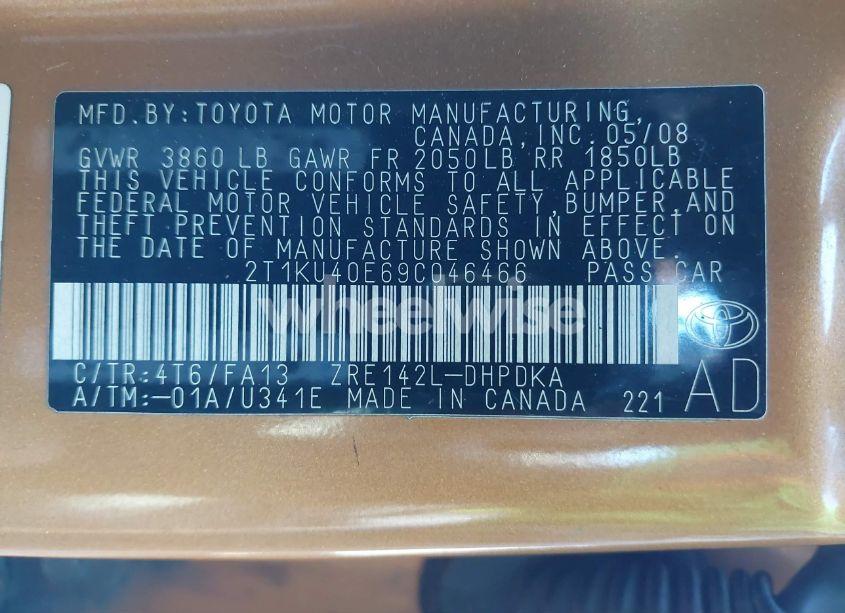 MFD.BY:TOYOTA MOTOR MANUFACTURING,
CANADA,INC. 05/08
GVWR 3860 LB GAWR FR 2050LB RR 1850LB
THIS VEHICLE CONFORMS TO ALL APPLICABLE
FEDERAL MOTOR VEHICLE SAFETY,BUMPER,AND
THEFT PREVENTION STANDARDS IN EFFECT ON
THE DATE OF MANUFACTURE SHOWN ABOVE.
2T1KU40E69C046466 PASS.CAR
wheelwise
C/TR:4T6/FA13 ZRE142L-DHPDKA
A/TM:-01A/U341E MADE IN CANADA 221 AD